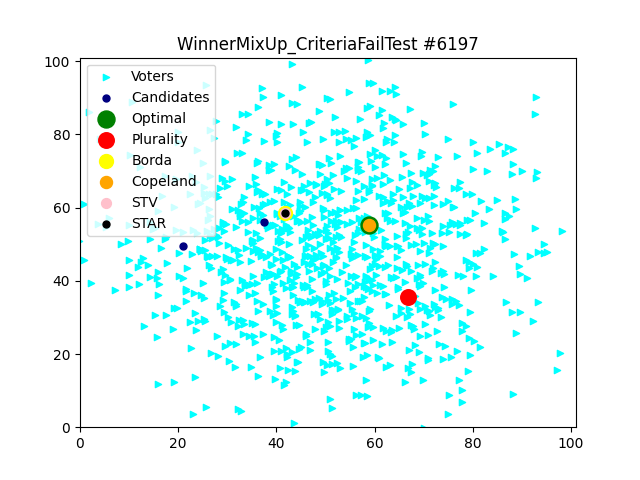 WinnerMixUp_CriteriaFailTest #6197
100
80
60
40
20
0
Voters
Candidates
Optimal
Plurality
Borda
Copeland
STV
STAR
0 20 40 60 80 100